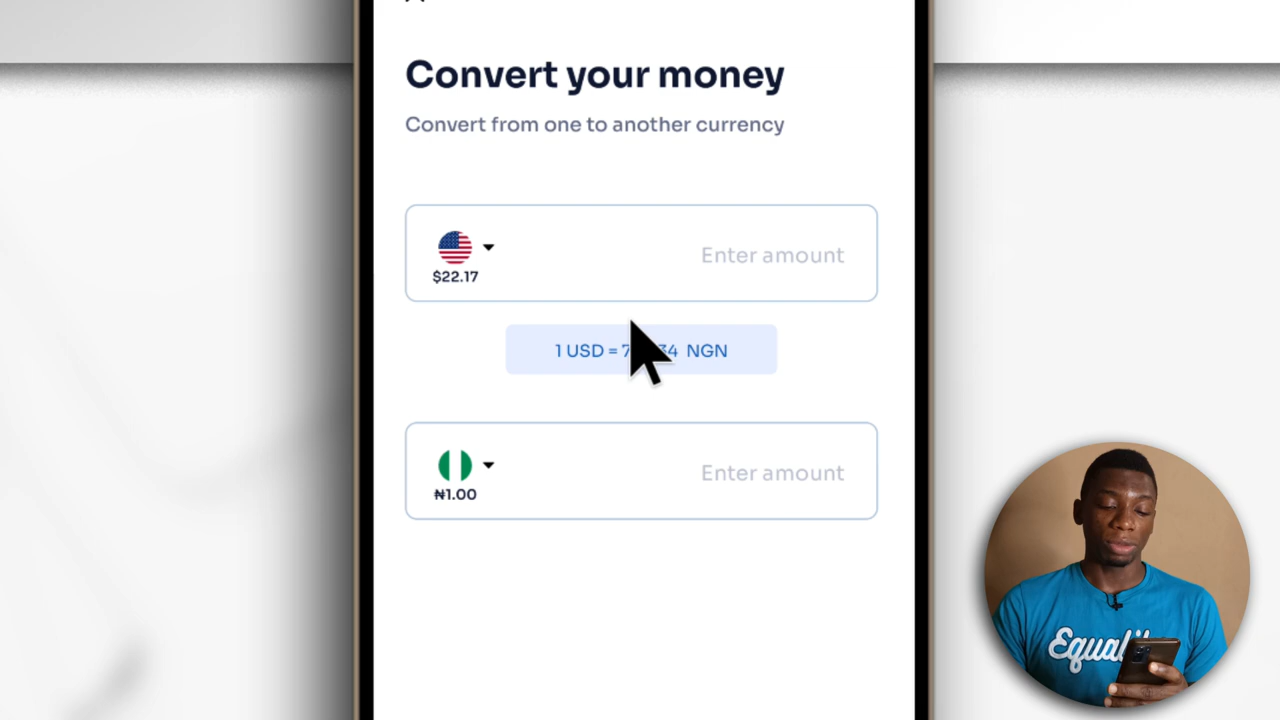 Convert your money
Convert from one to another currency
Enter amount
$22.17
1 USD = NGN
Enter amount
₦1.00